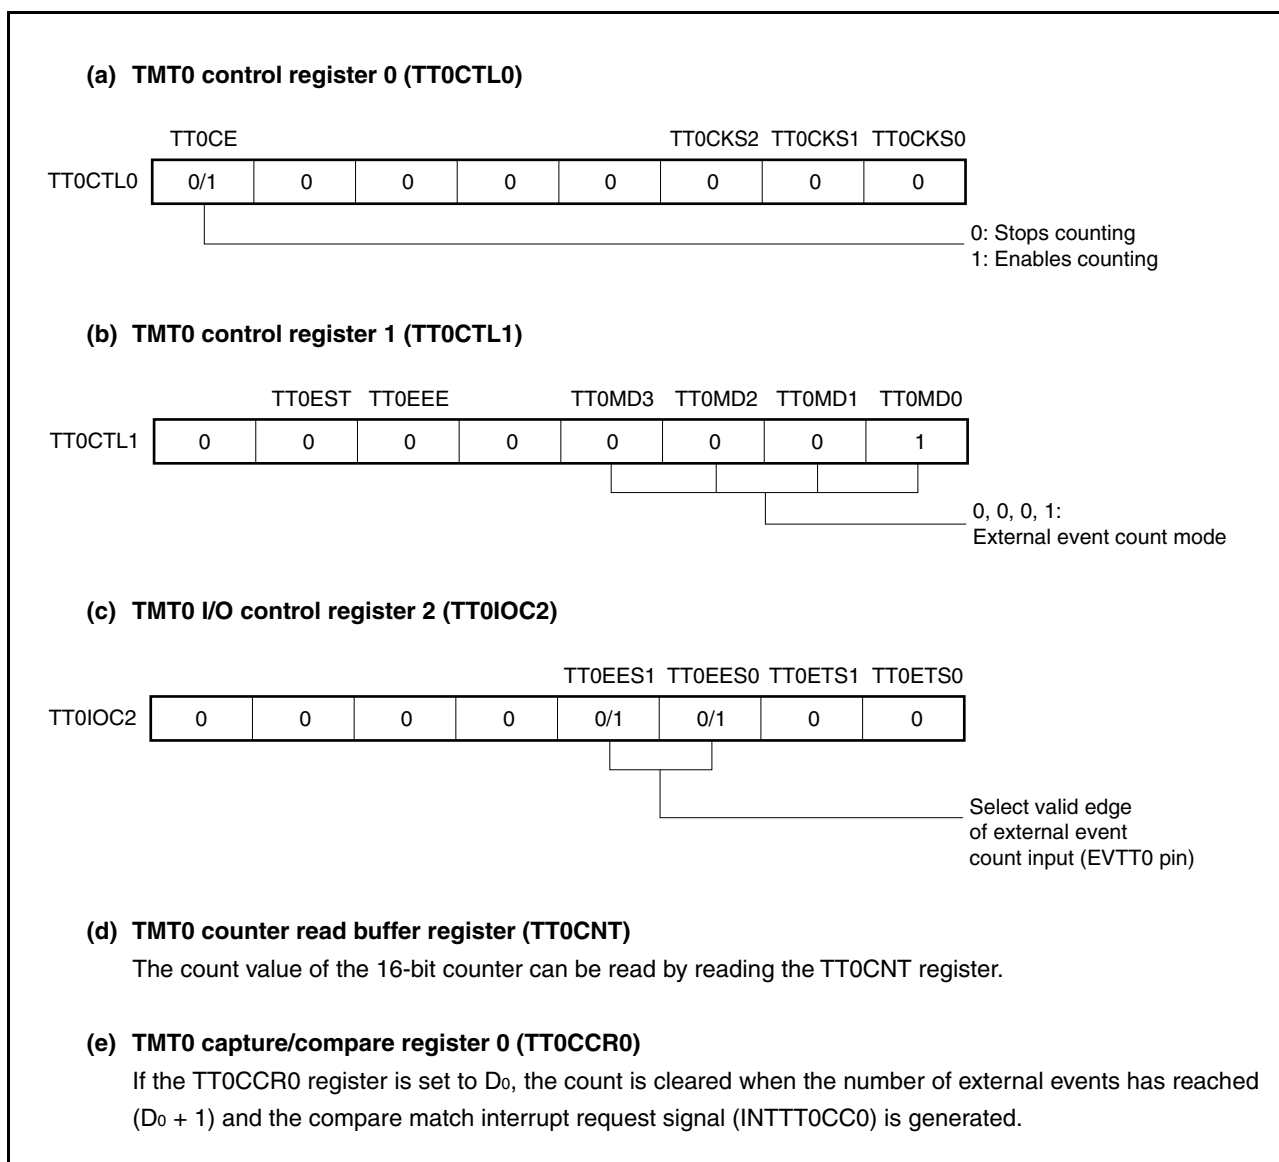 (a) TMT0 control register 0 (TT0CTL0)
TT0CE TT0CKS2 TT0CKS1 TT0CKS0
TT0CTL0 0/1 0 0 0 0 0 0 0
0: Stops counting
1: Enables counting
(b) TMT0 control register 1 (TT0CTL1)
TT0EST TT0EEE TT0MD3 TT0MD2 TT0MD1 TT0MD0
TT0CTL1 0 0 0 0 0 0 0 1
0, 0, 0, 1:
External event count mode
(c) TMT0 I/O control register 2 (TT0IOC2)
TT0EES1 TT0EES0 TT0ETS1 TT0ETS0
TT0IOC2 0 0 0 0 0/1 0/1 0 0
Select valid edge
of external event
count input (EVTT0 pin)
(d) TMT0 counter read buffer register (TT0CNT)
The count value of the 16-bit counter can be read by reading the TT0CNT register.
(e) TMT0 capture/compare register 0 (TT0CCR0)
If the TT0CCR0 register is set to D0, the count is cleared when the number of external events has reached
(D0 + 1) and the compare match interrupt request signal (INTTT0CC0) is generated.